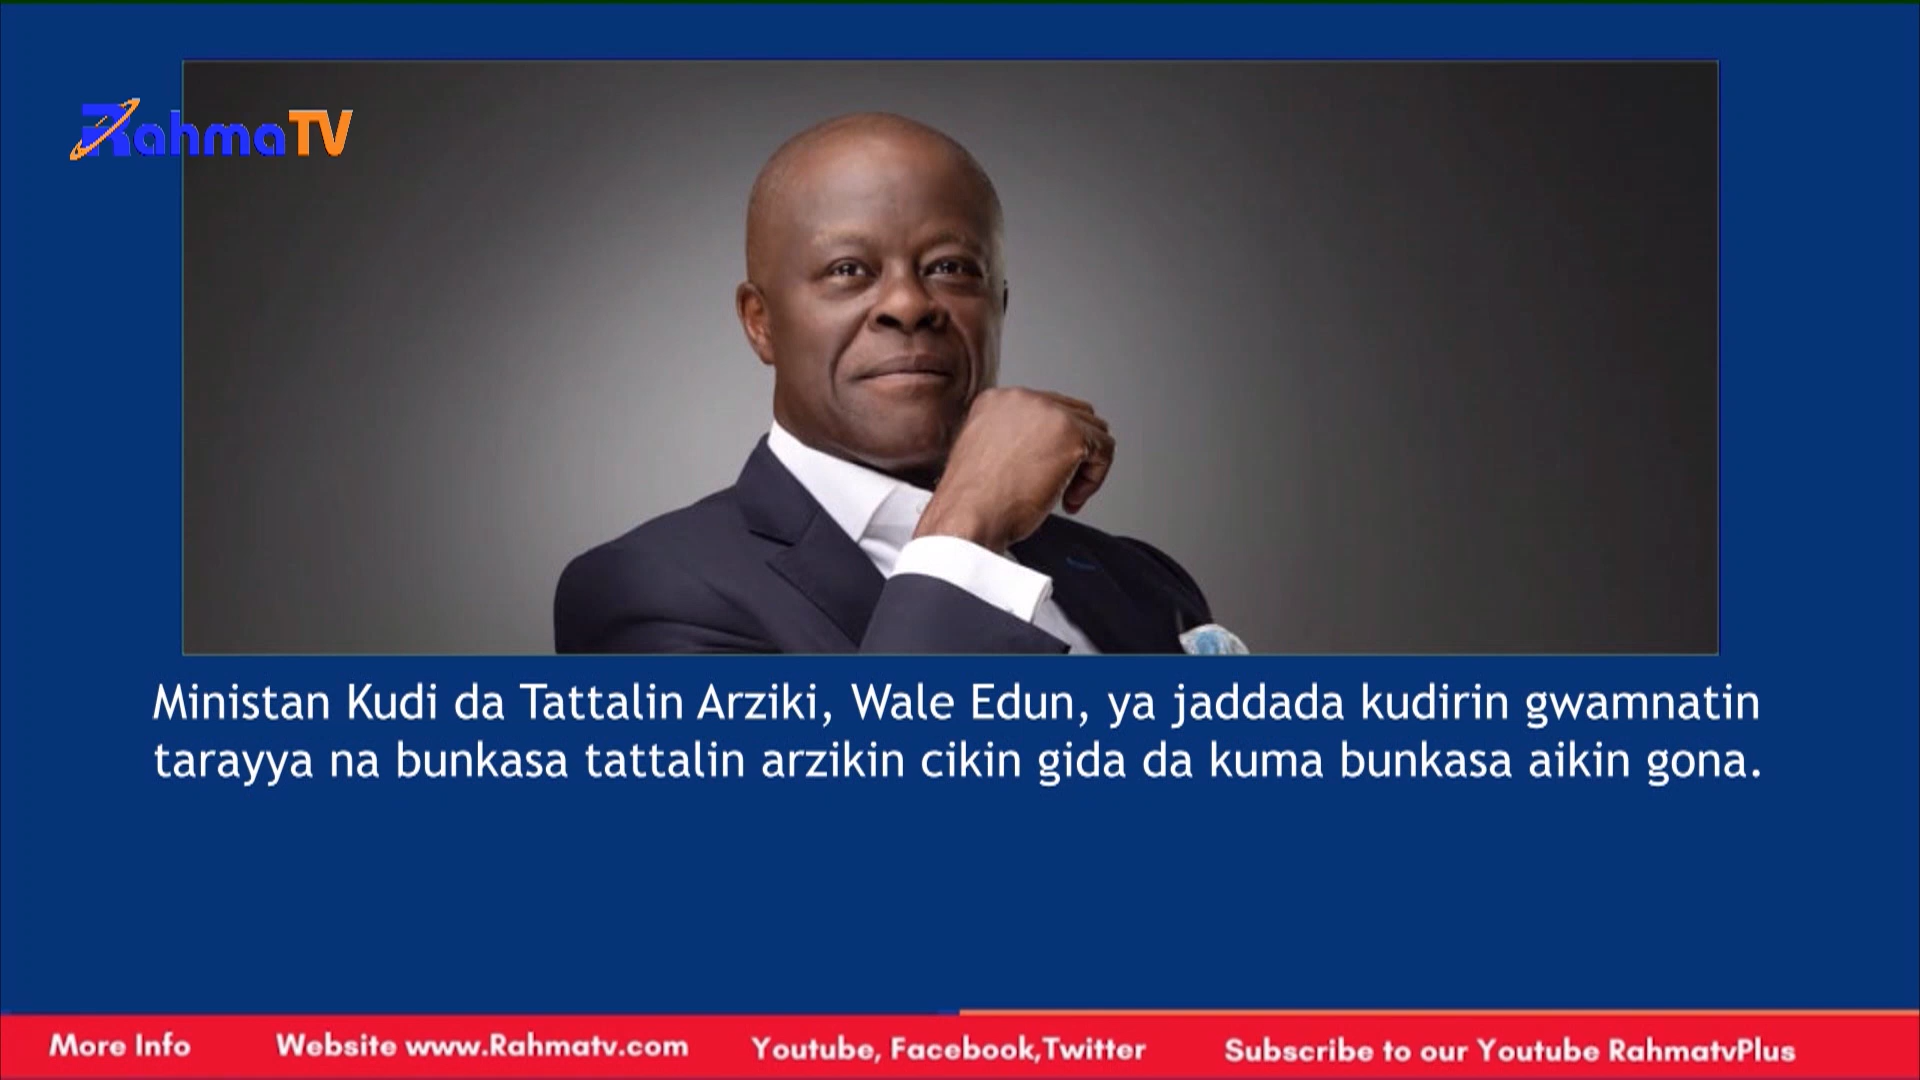 RahmaTV
Ministan Kudi da Tattalin Arziki, Wale Edun, ya jaddada kudirin gwamnatin
tarayya na bunkasa tattalin arzikin cikin gida da kuma bunkasa aikin gona.
More Info Website www.Rahmatv.com Youtube, Facebook,Twitter Subscribe to our Youtube RahmatvPlus